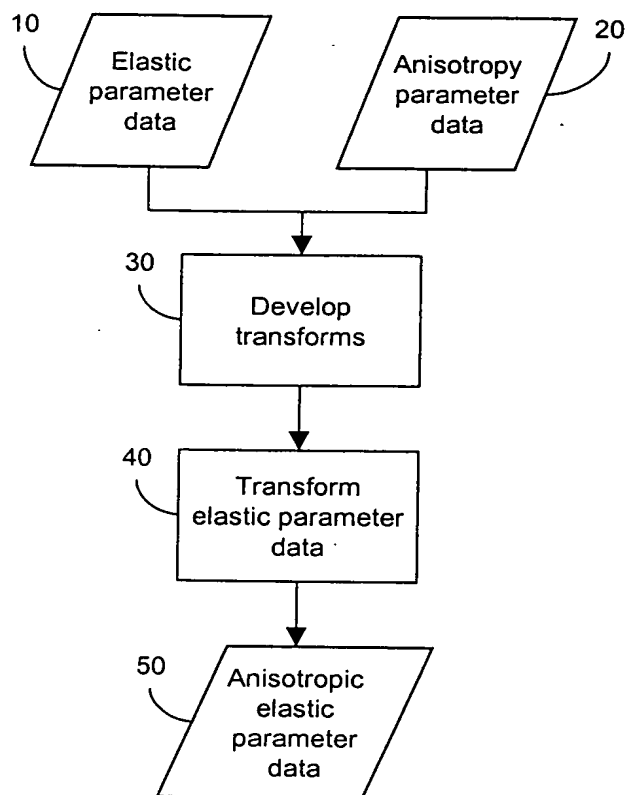 10
Elastic
parameter
data
20
Anisotropy
parameter
data
30
Develop
transforms
40
Transform
elastic parameter
data
50
Anisotropic
elastic
parameter
data